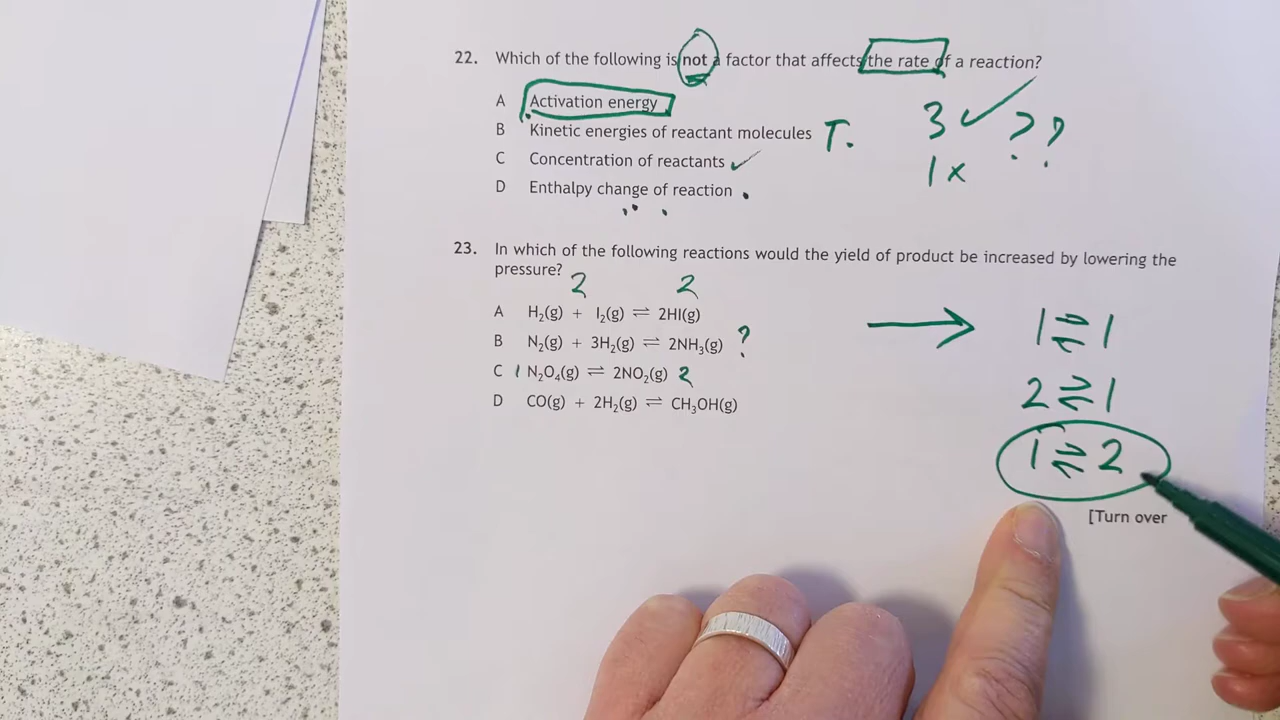 22. Which of the following is not a factor that affects the rate of a reaction?
A Activation energy
B Kinetic energies of reactant molecules T.
C Concentration of reactants ✓
D Enthalpy change of reaction
3 ✓ ? ?
1 x
23. In which of the following reactions would the yield of product be increased by lowering the
pressure?
2 2
A H₂(g) + I₂(g) ⇌ 2HI(g)
B N₂(g) + 3H₂(g) ⇌ 2NH₃(g) ?
C 1 N₂O₄(g) ⇌ 2NO₂(g) 2
D CO(g) + 2H₂(g) ⇌ CH₃OH(g)
→ 1 ⇌ 1
2 ⇌ 1
1 ⇌ 2
[Turn over